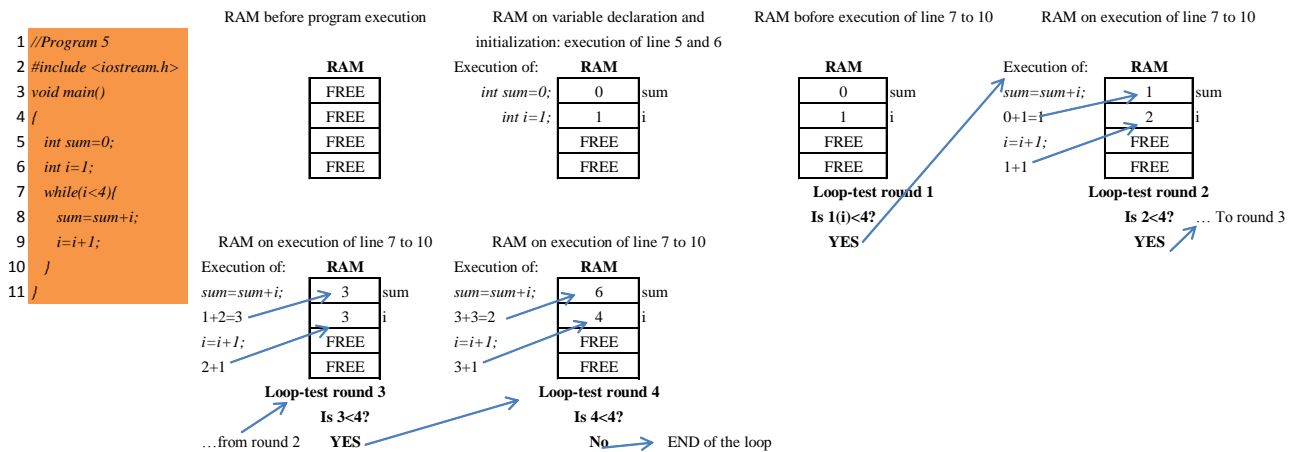 RAM before program execution
RAM on variable declaration and
initialization: execution of line 5 and 6
RAM bofore execution of line 7 to 10
RAM on execution of line 7 to 10
1 //Program 5
2 #include <iostream.h>
3 void main()
4 {
5 int sum=0;
6 int i=1;
7 while(i<4){
8 sum=sum+i;
9 i=i+1;
10 }
11 }
RAM
FREE
FREE
FREE
FREE
Execution of: RAM
int sum=0; 0 sum
int i=1; 1 i
FREE
FREE
RAM
0 sum
1 i
FREE
FREE
Loop-test round 1
Is 1(i)<4?
YES
Execution of: RAM
sum=sum+i; 1 sum
0+1=1 2 i
i=i+1; FREE
1+1 FREE
Loop-test round 2
Is 2<4? … To round 3
YES
RAM on execution of line 7 to 10
Execution of: RAM
sum=sum+i; 3 sum
1+2=3 3 i
i=i+1; FREE
2+1 FREE
Loop-test round 3
Is 3<4?
…from round 2 YES
RAM on execution of line 7 to 10
Execution of: RAM
sum=sum+i; 6 sum
3+3=2 4 i
i=i+1; FREE
3+1 FREE
Loop-test round 4
Is 4<4?
No END of the loop